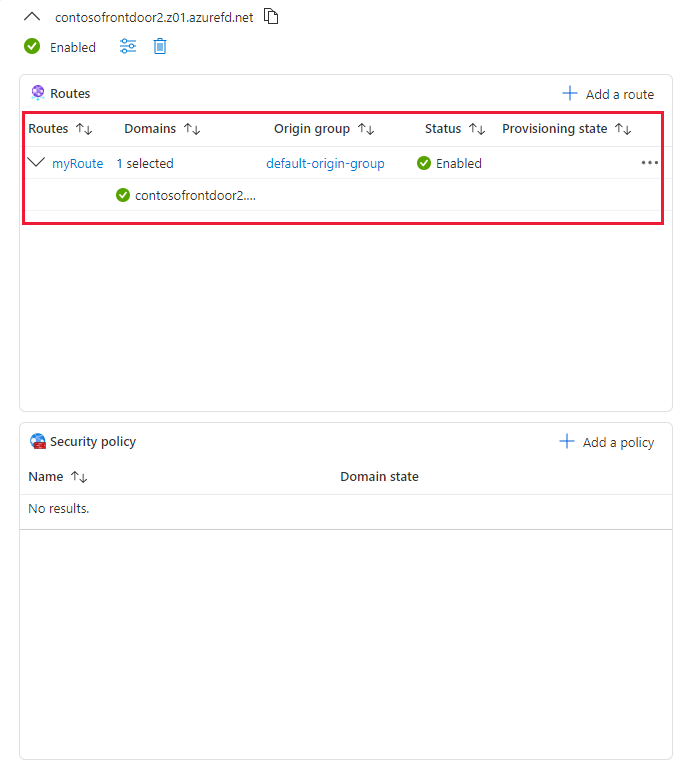 contosofrontdoor2.z01.azurefd.net
Enabled
Routes Add a route
Routes Domains Origin group Status Provisioning state
myRoute 1 selected default-origin-group Enabled
contosofrontdoor2....
Security policy Add a policy
Name Domain state
No results.